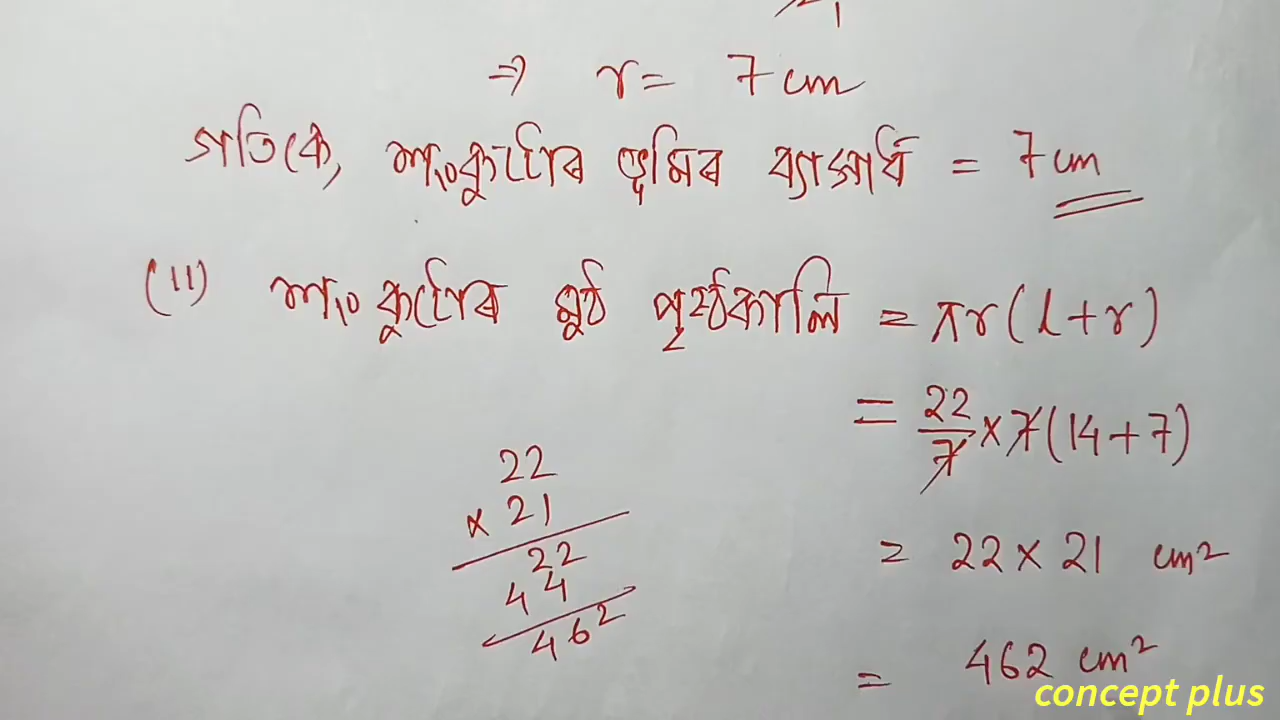 ⇒ r = 7 cm
গতিকে, শংকুটোৰ ভূমিৰ ব্যাসাৰ্ধ = 7 cm
(ii) শংকুটোৰ মুঠ পৃষ্ঠকালি = πr(l+r)
= 22/7 × 7(14+7)
22
× 21
22
44
462
= 22 × 21 cm²
= 462 cm²
concept plus